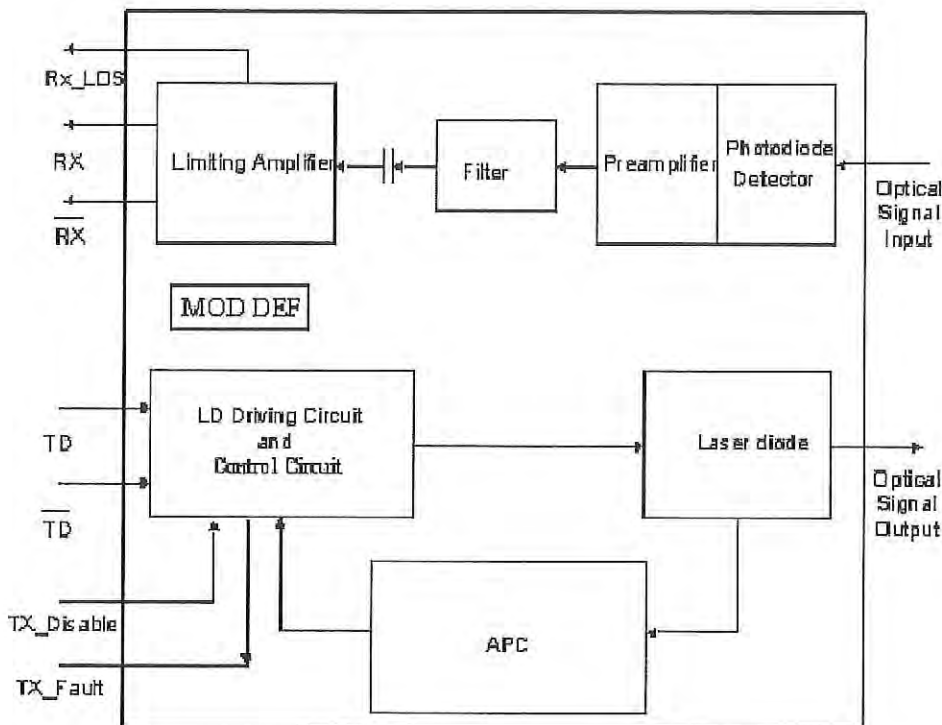 Rx_LOS
RX
RX
Limiting Amplifier
Filter
Preamplifier
Photodiode
Detector
Optical
Signal
Input
MOD DEF
TD
TD
LD Driving Circuit
and
Control Circuit
Laser diode
Optical
Signal
Output
TX_Disable
TX_Fault
APC